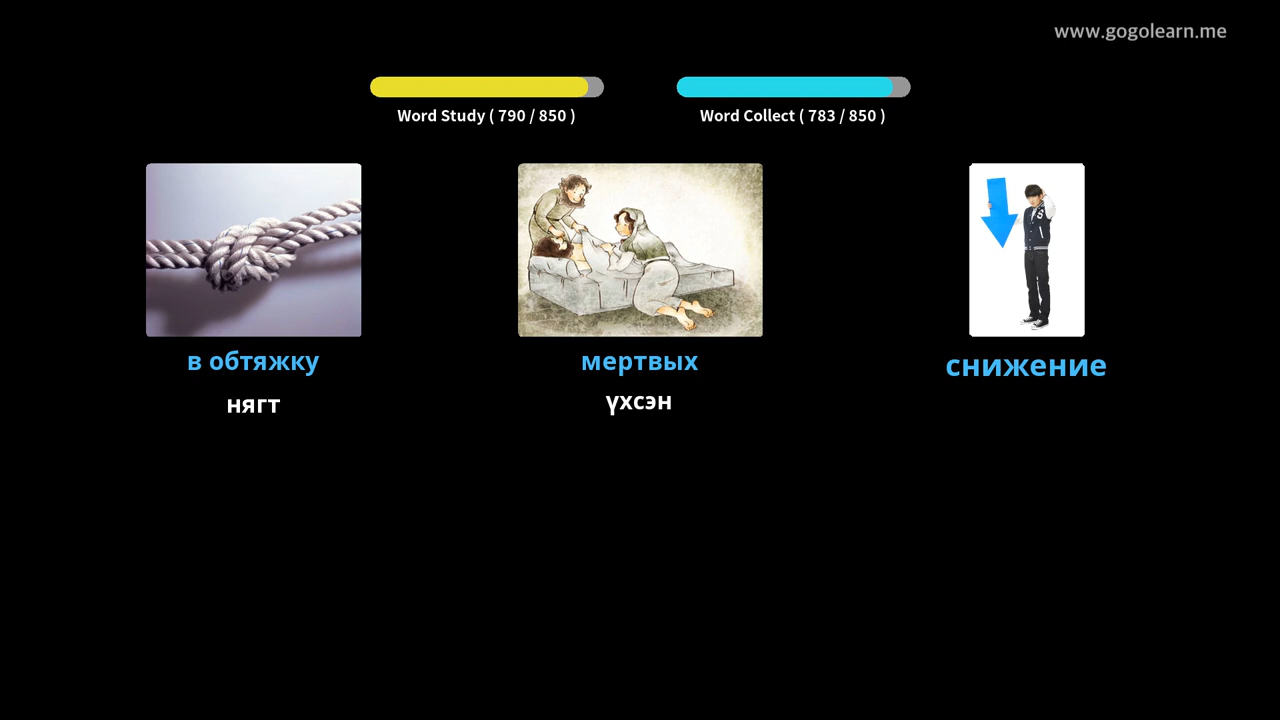 www.gogolearn.me
Word Study ( 790 / 850 )
Word Collect ( 783 / 850 )
в обтяжку
мертвых
снижение
нягт
үхсэн